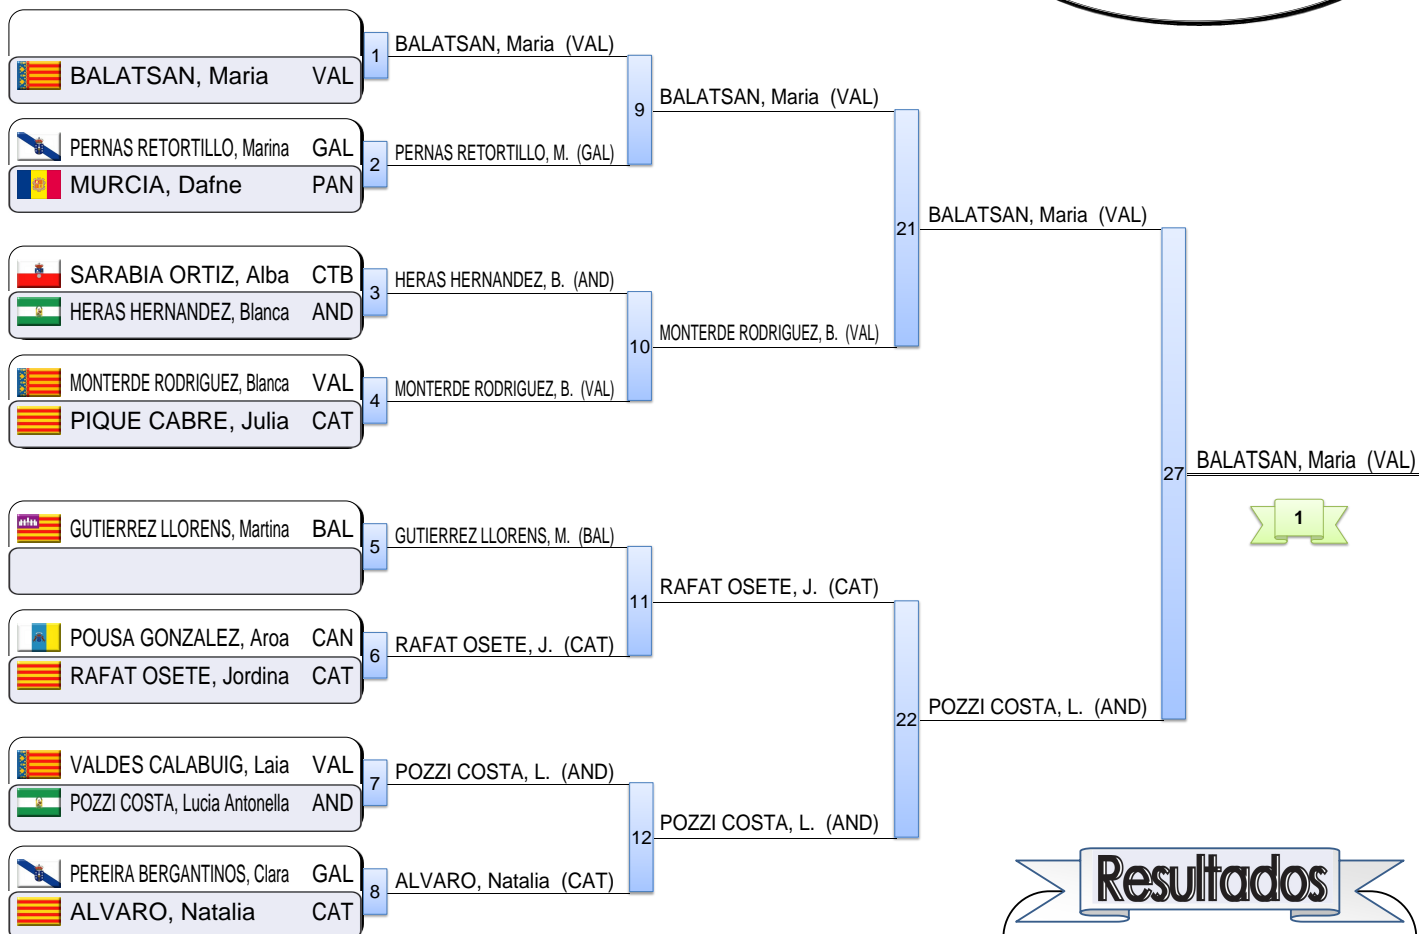 BALATSAN, Maria VAL
1
BALATSAN, Maria (VAL)
PERNAS RETORTILLO, Marina GAL
MURCIA, Dafne PAN
2
PERNAS RETORTILLO, M. (GAL)
9
BALATSAN, Maria (VAL)
SARABIA ORTIZ, Alba CTB
HERAS HERNANDEZ, Blanca AND
3
HERAS HERNANDEZ, B. (AND)
MONTERDE RODRIGUEZ, Blanca VAL
PIQUE CABRE, Julia CAT
4
MONTERDE RODRIGUEZ, B. (VAL)
10
MONTERDE RODRIGUEZ, B. (VAL)
21
BALATSAN, Maria (VAL)
GUTIERREZ LLORENS, Martina BAL
5
GUTIERREZ LLORENS, M. (BAL)
POUSA GONZALEZ, Aroa CAN
RAFAT OSETE, Jordina CAT
6
RAFAT OSETE, J. (CAT)
11
RAFAT OSETE, J. (CAT)
VALDES CALABUIG, Laia VAL
POZZI COSTA, Lucia Antonella AND
7
POZZI COSTA, L. (AND)
PEREIRA BERGANTINOS, Clara GAL
ALVARO, Natalia CAT
8
ALVARO, Natalia (CAT)
12
POZZI COSTA, L. (AND)
22
POZZI COSTA, L. (AND)
27
BALATSAN, Maria (VAL)
1
Resultados